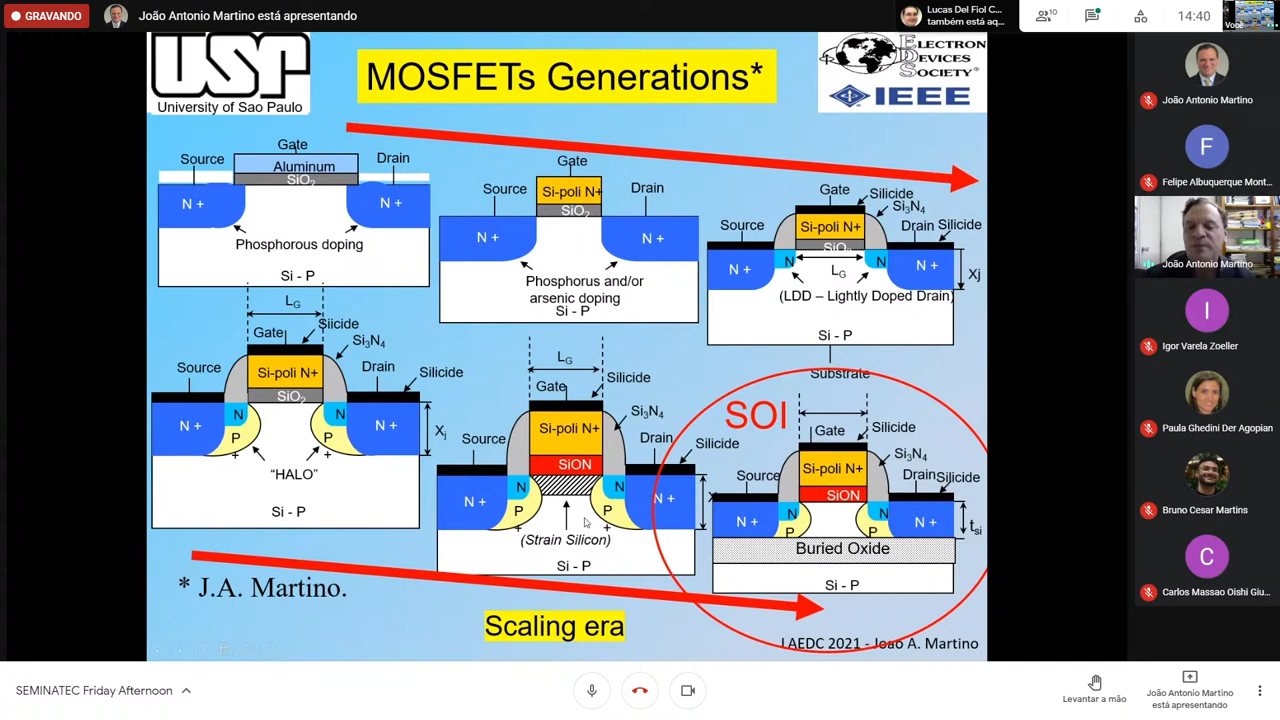 GRAVANDO
João Antonio Martino está apresentando
Lucas Del Fiol C...
também está aq...
10
14:40
Você
USP
University of Sao Paulo
MOSFETs Generations*
ELECTRON
DEVICES
SOCIETY®
IEEE
Gate
Source
Aluminum
Drain
SiO2
N +
N +
Phosphorous doping
Si - P
Gate
Source
Si-poli N+
Drain
SiO2
N +
N +
Phosphorus and/or
arsenic doping
Si - P
Gate
Silicide
Si3N4
Source
Si-poli N+
Drain
Silicide
SiO2
N
N
N +
LG
N +
Xj
(LDD – Lightly Doped Drain)
Si - P
Substrate
LG
Gate
Siicide
Si3N4
Source
Si-poli N+
Drain
Silicide
SiO2
N
N
N +
P
P
N +
Xj
+
+
“HALO”
Si - P
LG
Gate
Silicide
Si3N4
Source
Si-poli N+
Drain
Silicide
SiON
N
N
N +
P
P
N +
X
+
+
(Strain Silicon)
Si - P
SOI
Gate
Silicide
Si3N4
Source
Si-poli N+
Drain
Silicide
SiON
N
N
N +
P
P
N +
tsi
Buried Oxide
Si - P
* J.A. Martino.
Scaling era
LAEDC 2021 - Joao A. Martino
João Antonio Martino
F
Felipe Albuquerque Mont...
João Antonio Martino
I
Igor Varela Zoeller
Paula Ghedini Der Agopian
Bruno Cesar Martins
C
Carlos Massao Oishi Giu...
SEMINATEC Friday Afternoon
Levantar a mão
João Antonio Martino
está apresentando